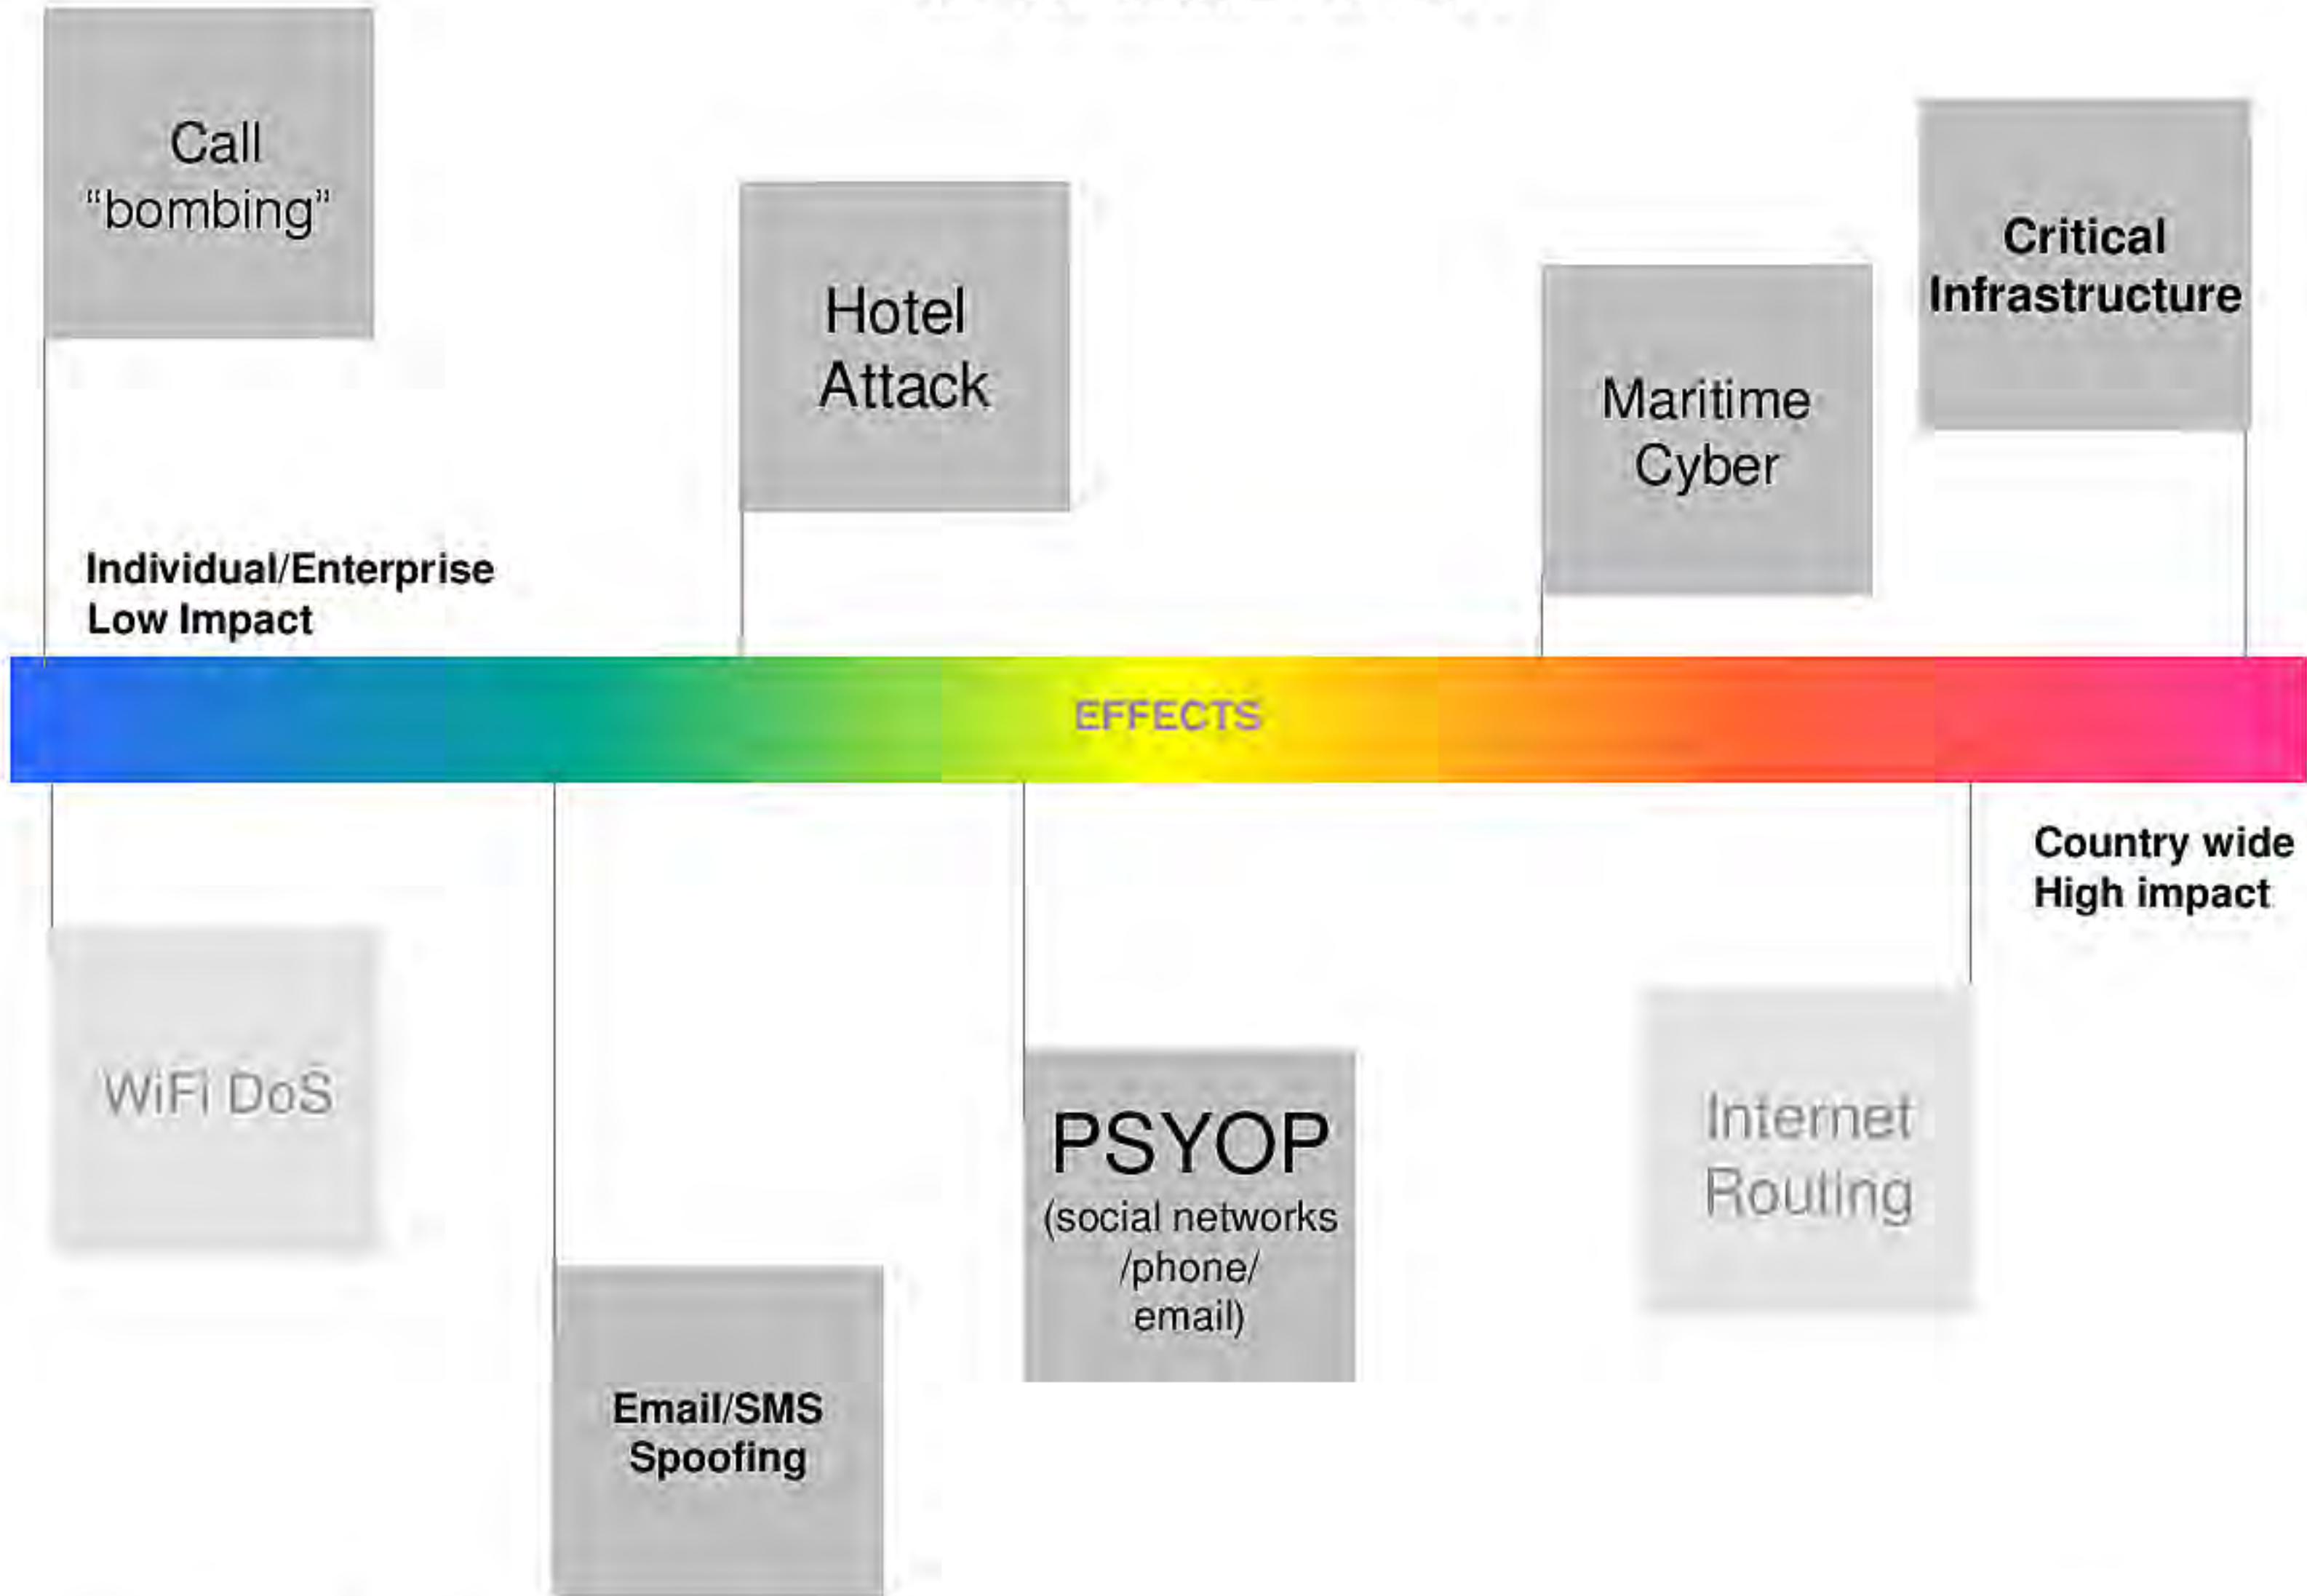 Call
“bombing”
Hotel
Attack
Maritime
Cyber
Critical
Infrastructure
Individual/Enterprise
Low Impact
EFFECTS
Country wide
High impact
WiFi DoS
Email/SMS
Spoofing
PSYOP
(social networks
/phone/
email)
Internet
Routing